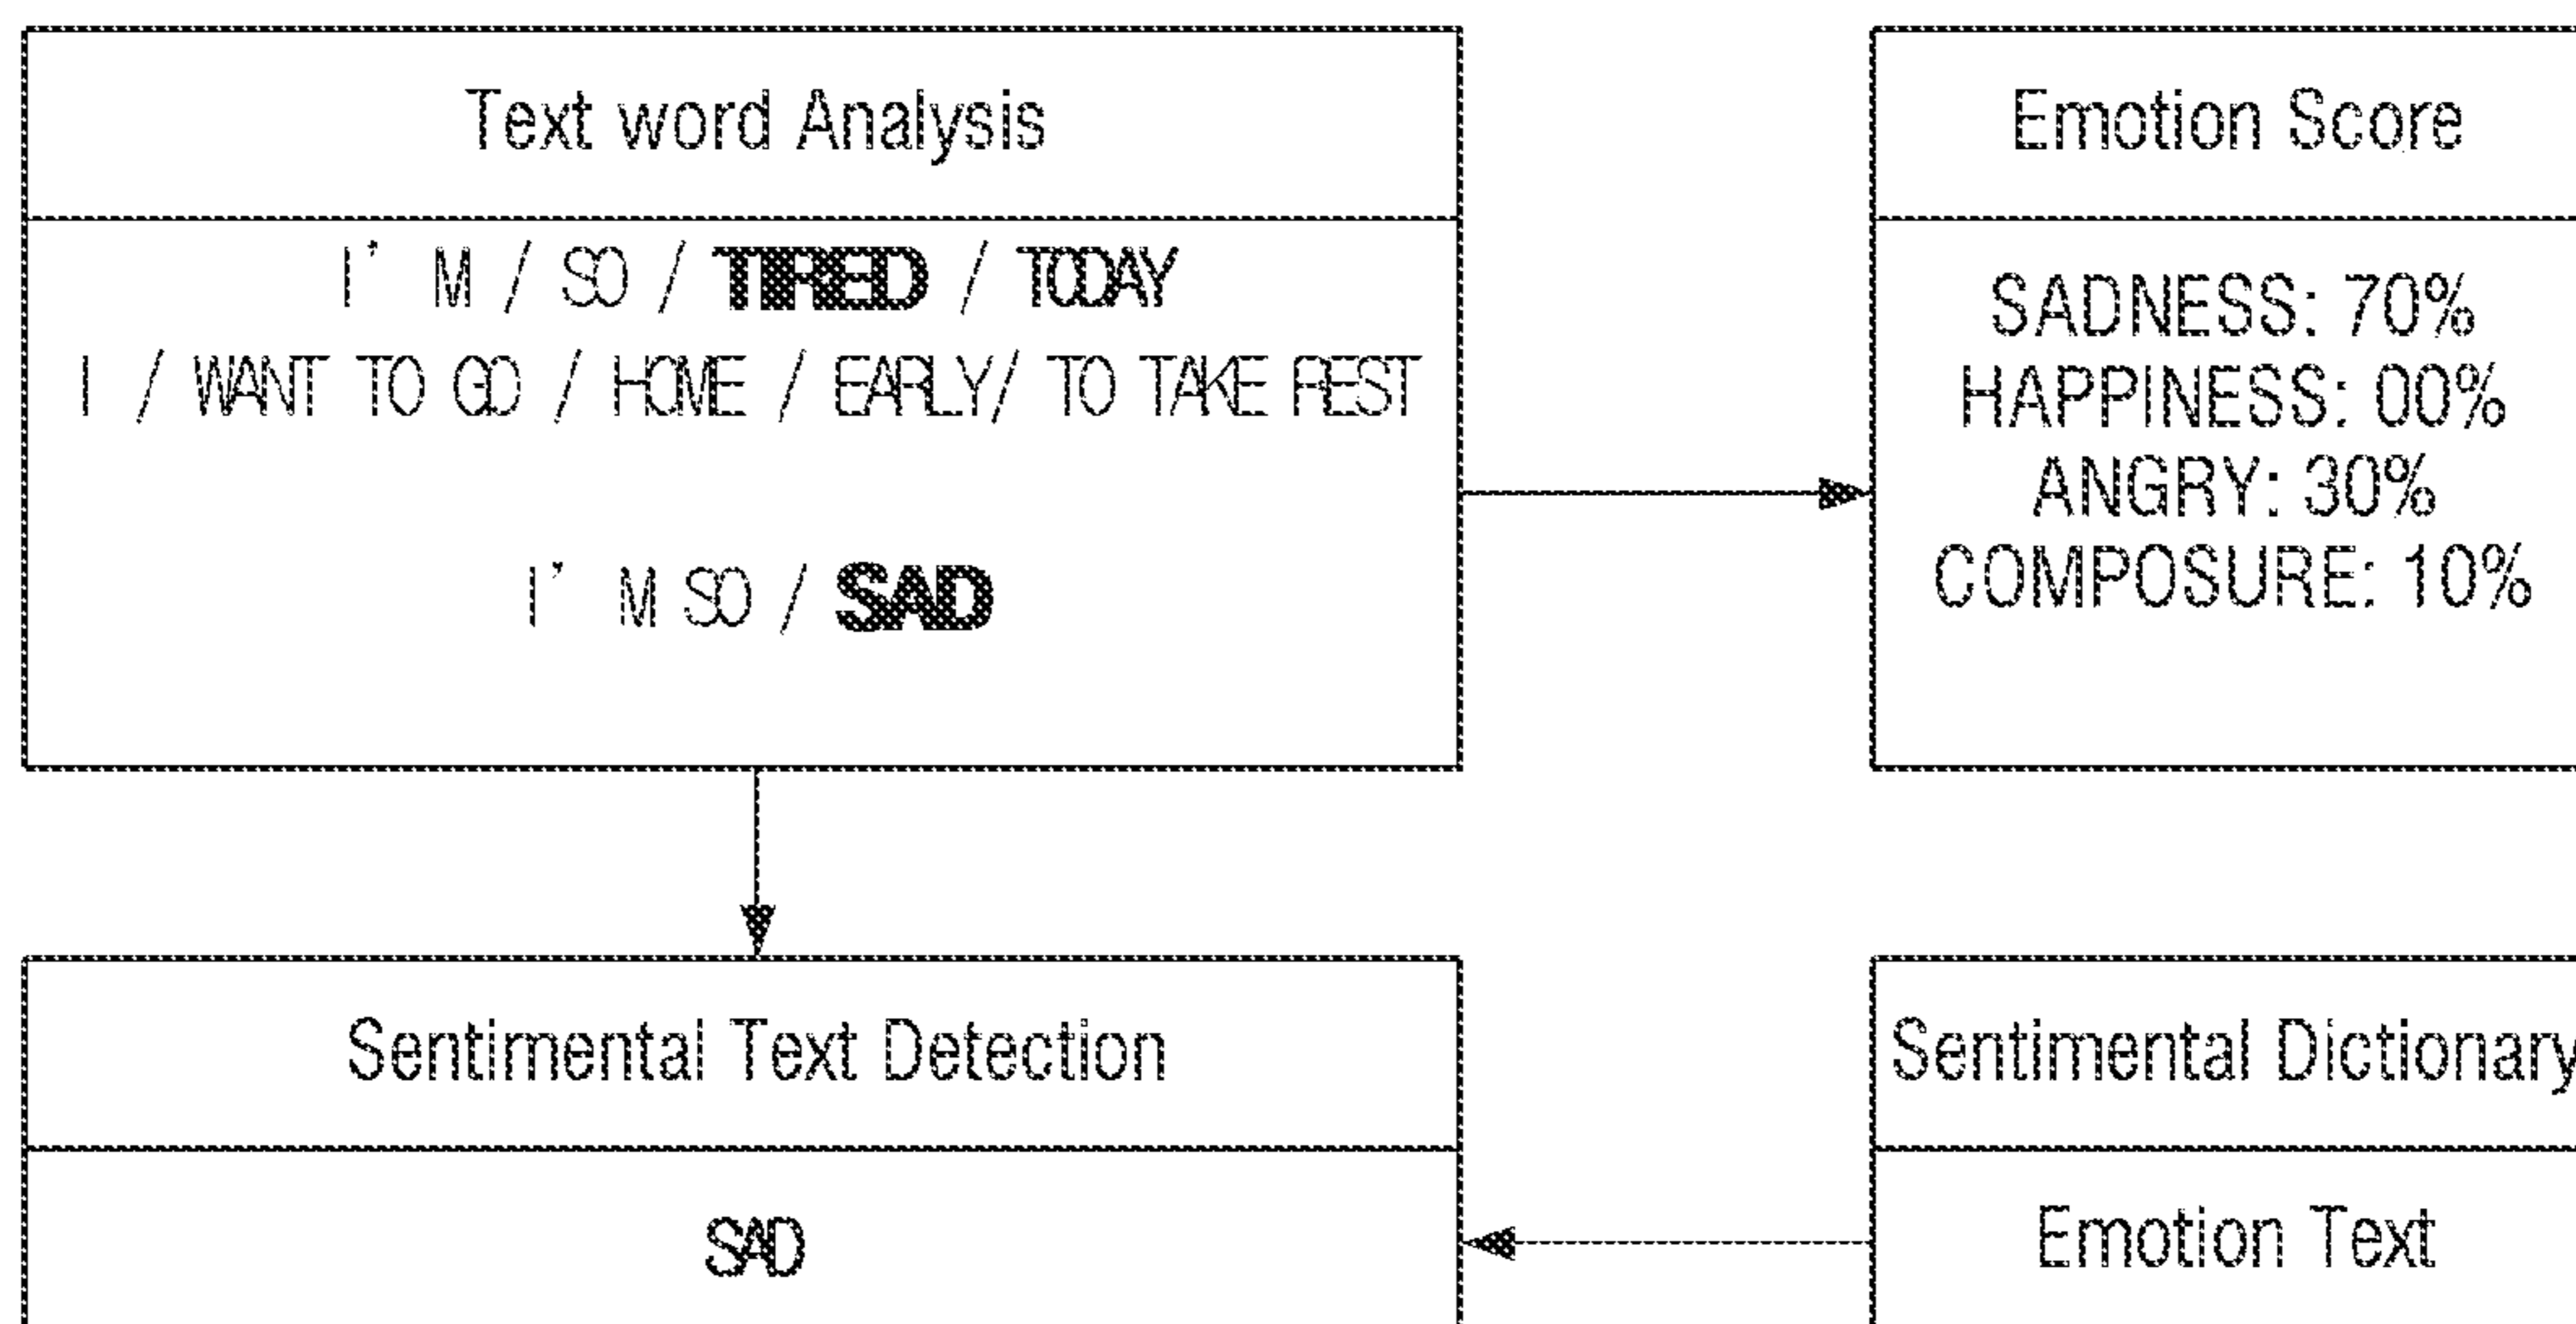 Text word Analysis
I' M / SO / TIRED / TODAY
I / WANT TO GO / HOME / EARLY/ TO TAKE REST
I' M SO / SAD
Emotion Score
SADNESS: 70%
HAPPINESS: 00%
ANGRY: 30%
COMPOSURE: 10%
Sentimental Text Detection
SAD
Sentimental Dictionary
Emotion Text